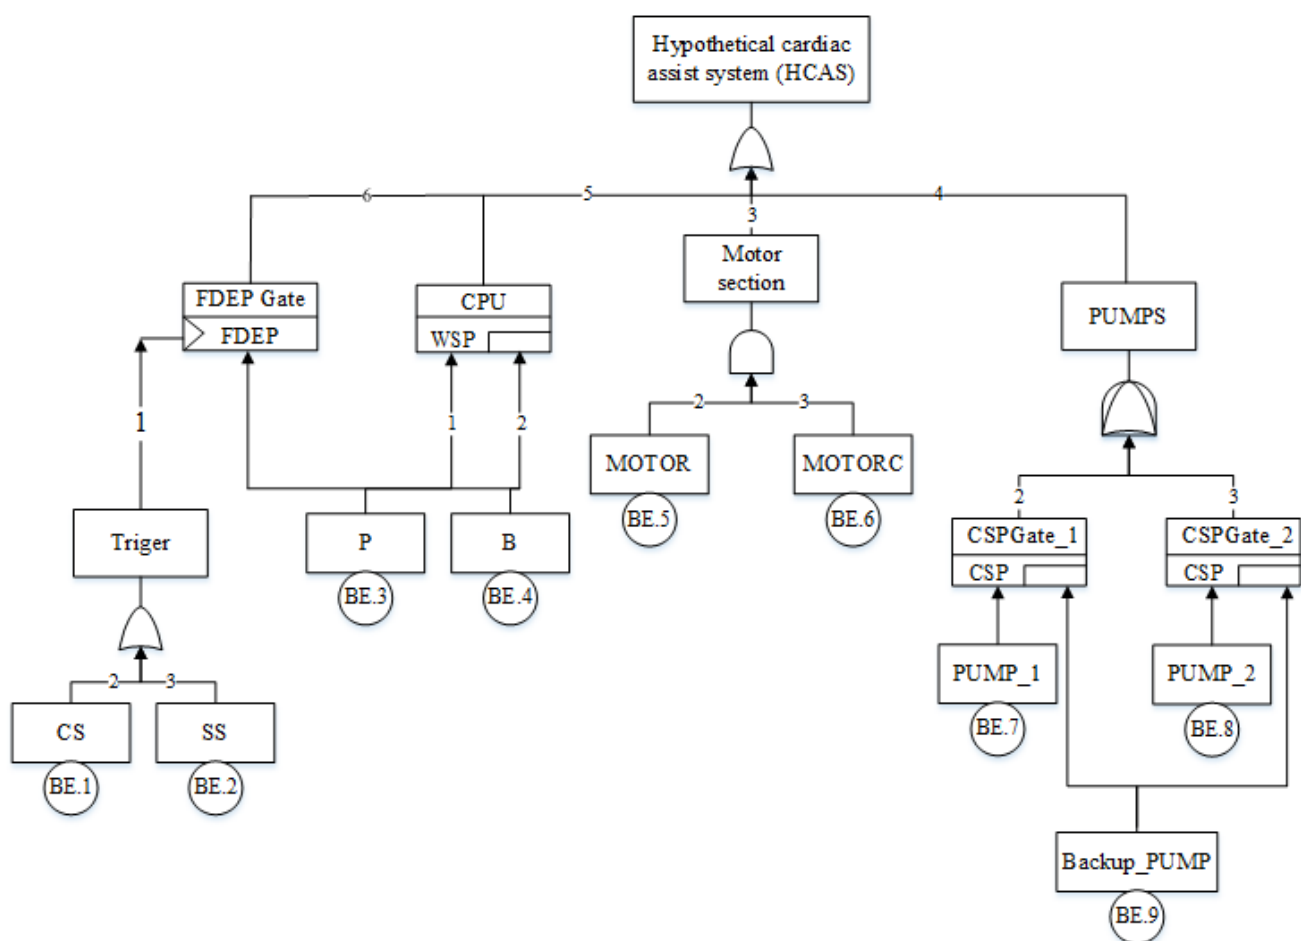 Hypothetical cardiac
assist system (HCAS)
6
5
3
4
FDEP Gate
FDEP
CPU
WSP
Motor
section
PUMPS
1
1
2
2
3
MOTOR
BE.5
MOTORC
BE.6
2
3
CSPGate_1
CSP
CSPGate_2
CSP
Triger
P
BE.3
B
BE.4
2
3
CS
BE.1
SS
BE.2
PUMP_1
BE.7
PUMP_2
BE.8
Backup_PUMP
BE.9